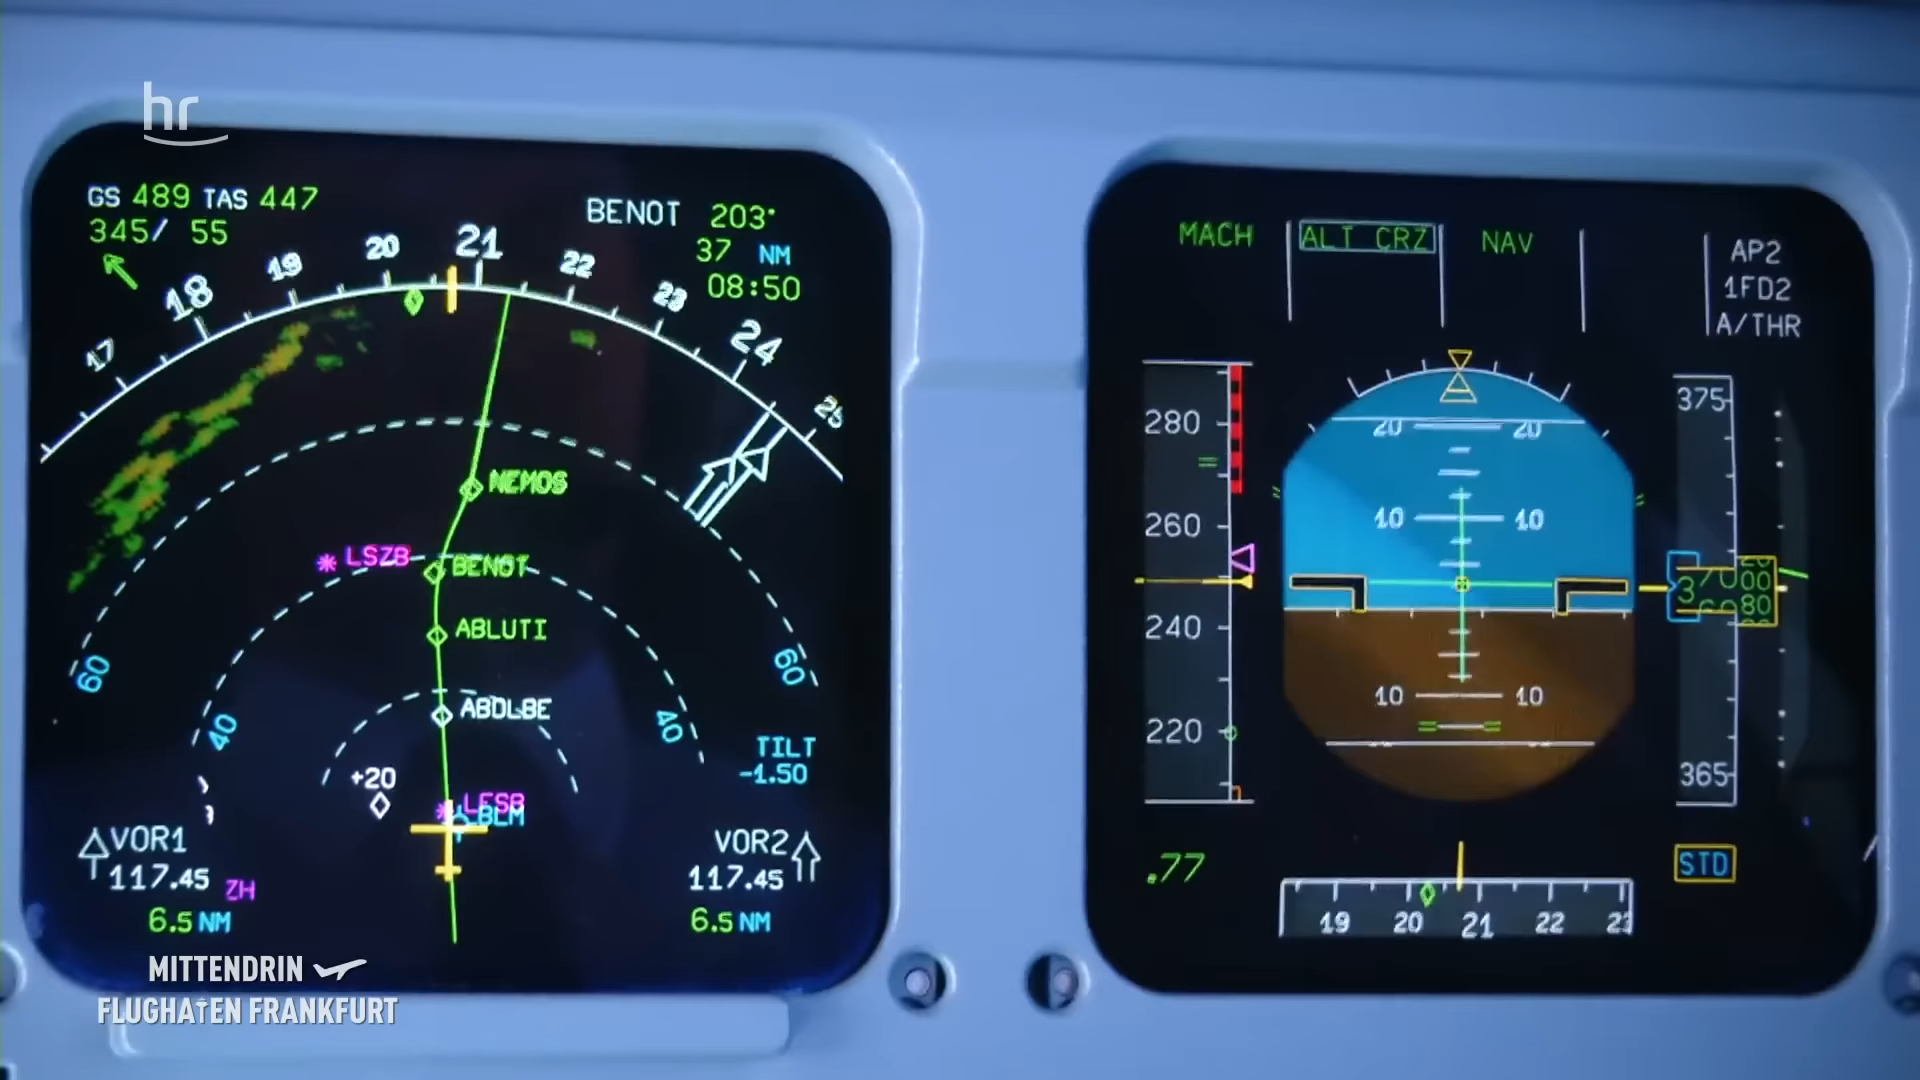 hr
GS 489 TAS 447
345/ 55
BENOT 203°
37 NM
08:50
17 18 19 20 21 22 23 24 25
NEMOS
LSZB
BENOT
ABLUTI
60
60
ABDLBE
40
40
TILT
-1.50
+20
LFSB
BLM
VOR1
117.45
ZH
6.5 NM
VOR2
117.45
6.5 NM
MACH
ALT CRZ
NAV
AP2
1FD2
A/THR
280
260
240
220
20 20
10 10
10 10
375
365
.77
STD
19 20 21 22 23
MITTENDRIN
FLUGHAFEN FRANKFURT